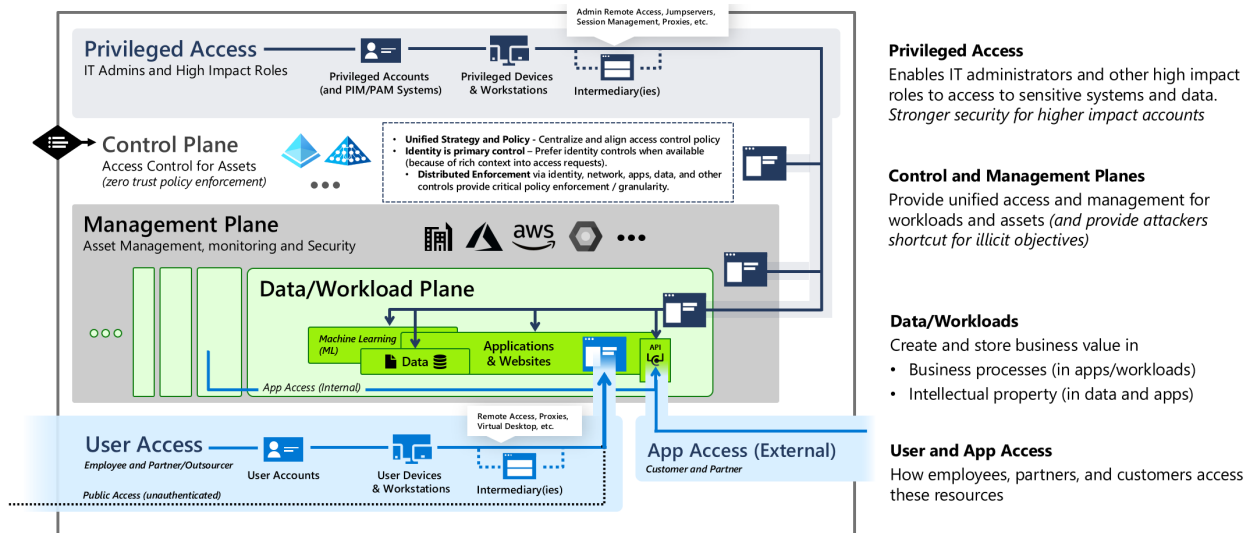 Admin Remote Access, Jumpservers,
Session Management, Proxies, etc.
Privileged Access
IT Admins and High Impact Roles
Privileged Accounts
(and PIM/PAM Systems)
Privileged Devices
& Workstations
Intermediary(ies)
Control Plane
Access Control for Assets
(zero trust policy enforcement)
• Unified Strategy and Policy - Centralize and align access control policy
• Identity is primary control – Prefer identity controls when available
(because of rich context into access requests).
• Distributed Enforcement via identity, network, apps, data, and other
controls provide critical policy enforcement / granularity.
Management Plane
Asset Management, monitoring and Security
aws
Data/Workload Plane
Machine Learning
(ML)
Data
Applications
& Websites
API
App Access (Internal)
Remote Access, Proxies,
Virtual Desktop, etc.
User Access
Employee and Partner/Outsourcer
User Accounts
User Devices
& Workstations
Intermediary(ies)
Public Access (unauthenticated)
App Access (External)
Customer and Partner
Privileged Access
Enables IT administrators and other high impact
roles to access to sensitive systems and data.
Stronger security for higher impact accounts
Control and Management Planes
Provide unified access and management for
workloads and assets (and provide attackers
shortcut for illicit objectives)
Data/Workloads
Create and store business value in
• Business processes (in apps/workloads)
• Intellectual property (in data and apps)
User and App Access
How employees, partners, and customers access
these resources